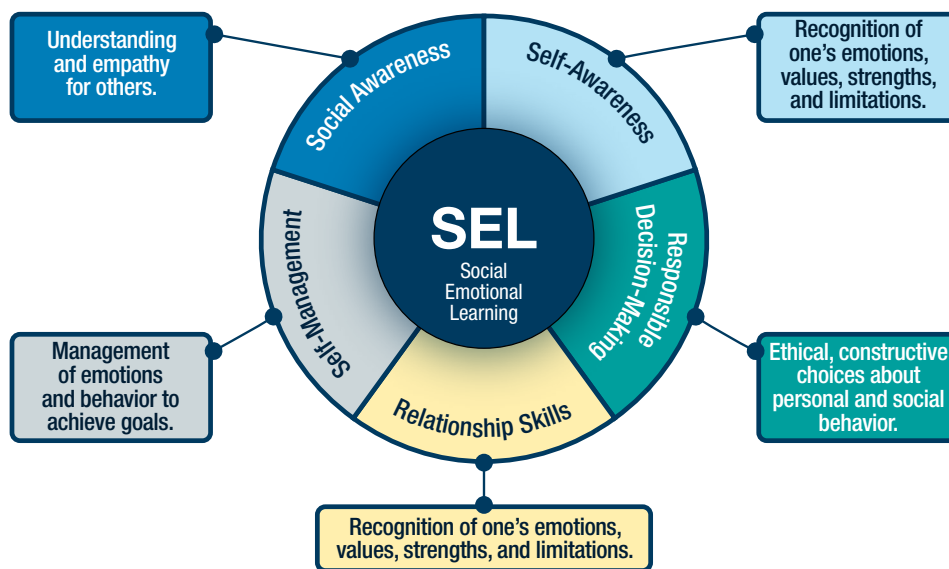 Understanding
and empathy
for others.
Social Awareness
Self-Awareness
Recognition of
one's emotions,
values, strengths,
and limitations.
SEL
Social
Emotional
Learning
Self-Management
Responsible
Decision-Making
Relationship Skills
Management
of emotions
and behavior to
achieve goals.
Ethical, constructive
choices about
personal and social
behavior.
Recognition of one's emotions,
values, strengths, and limitations.